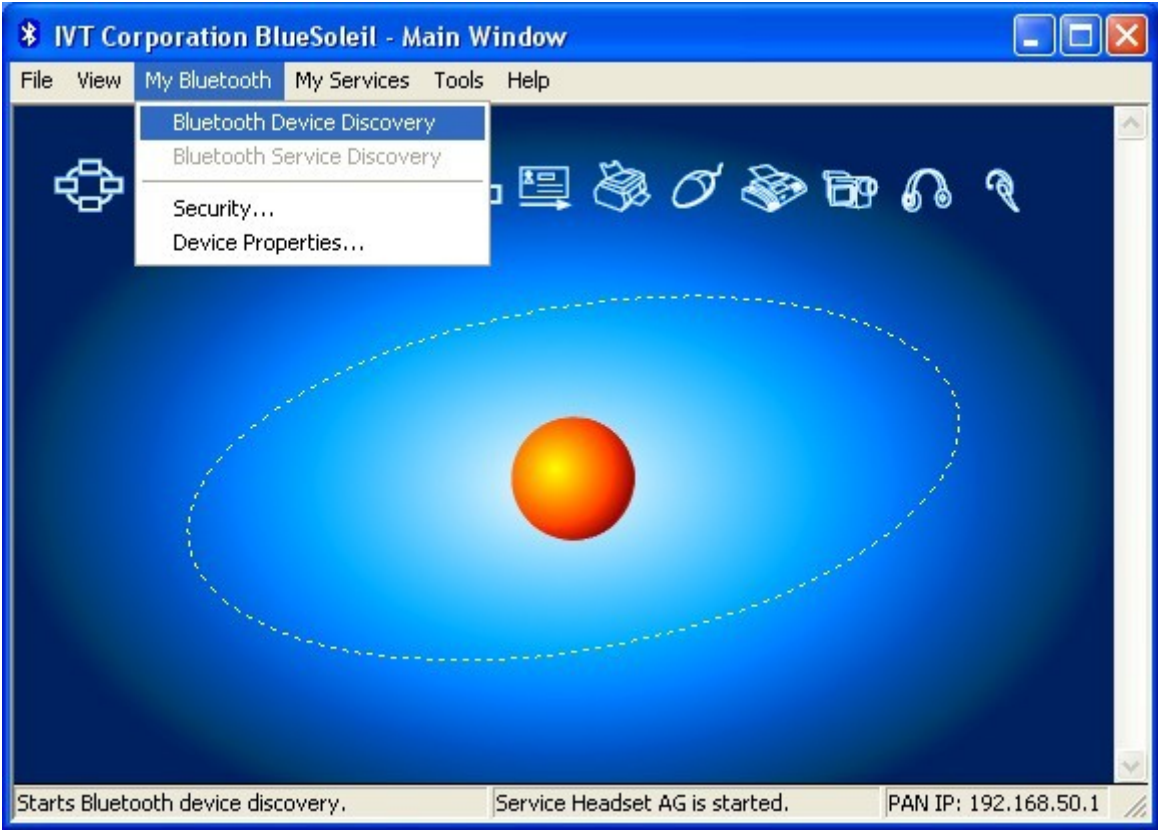 IVT Corporation BlueSoleil - Main Window
File View My Bluetooth My Services Tools Help
Bluetooth Device Discovery
Bluetooth Service Discovery
Security...
Device Properties...
Starts Bluetooth device discovery. Service Headset AG is started. PAN IP: 192.168.50.1